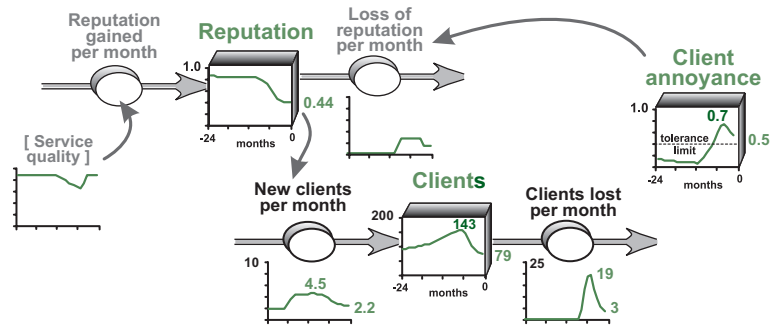 Reputation
gained
per month
Reputation
1.0
0.44
-24
0
months
Loss of
reputation
per month
Client
annoyance
1.0
0.7
tolerance
limit
0.5
-24
0
months
[ Service
quality ]
New clients
per month
10
4.5
2.2
Clients
200
143
79
-24
0
months
Clients lost
per month
25
19
3